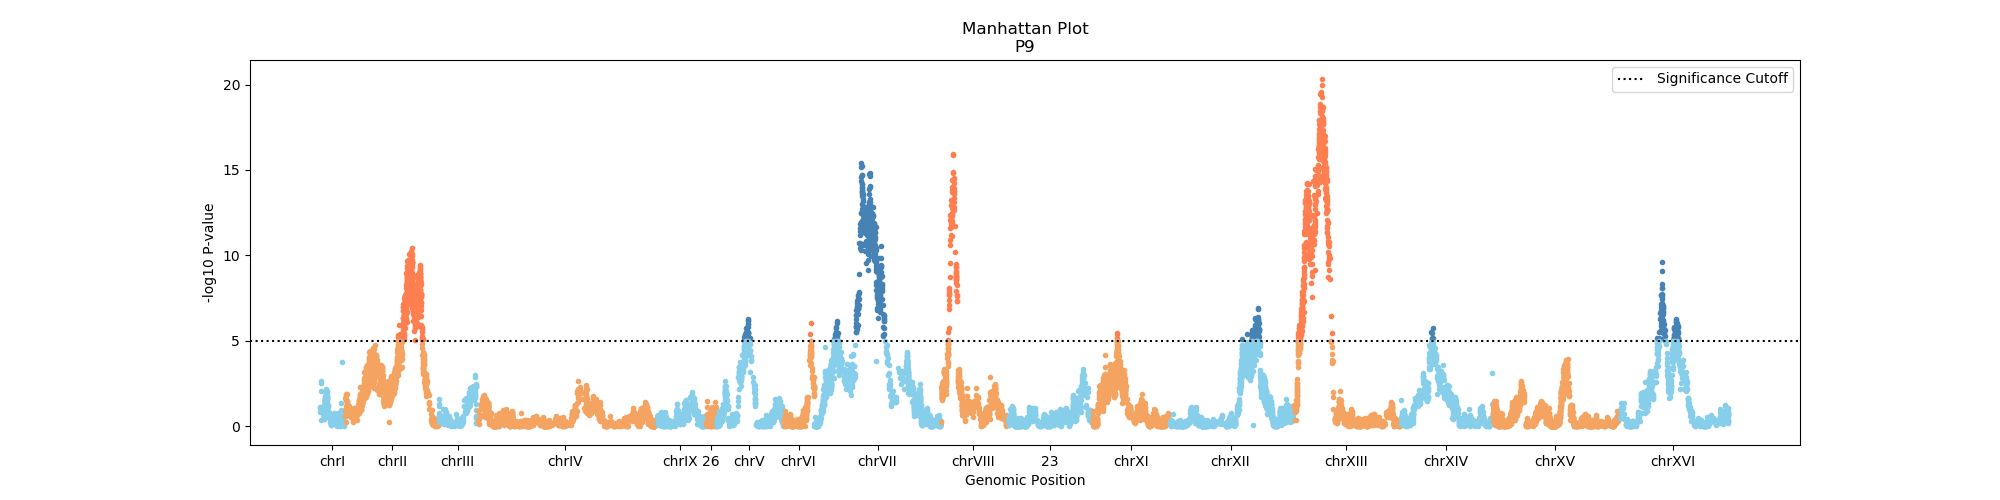 Manhattan Plot
P9
Significance Cutoff
20
15
10
5
0
-log10 P-value
chrI chrII chrIII chrIV chrIX 26 chrV chrVI chrVII chrVIII 23 chrXI chrXII chrXIII chrXIV chrXV chrXVI
Genomic Position